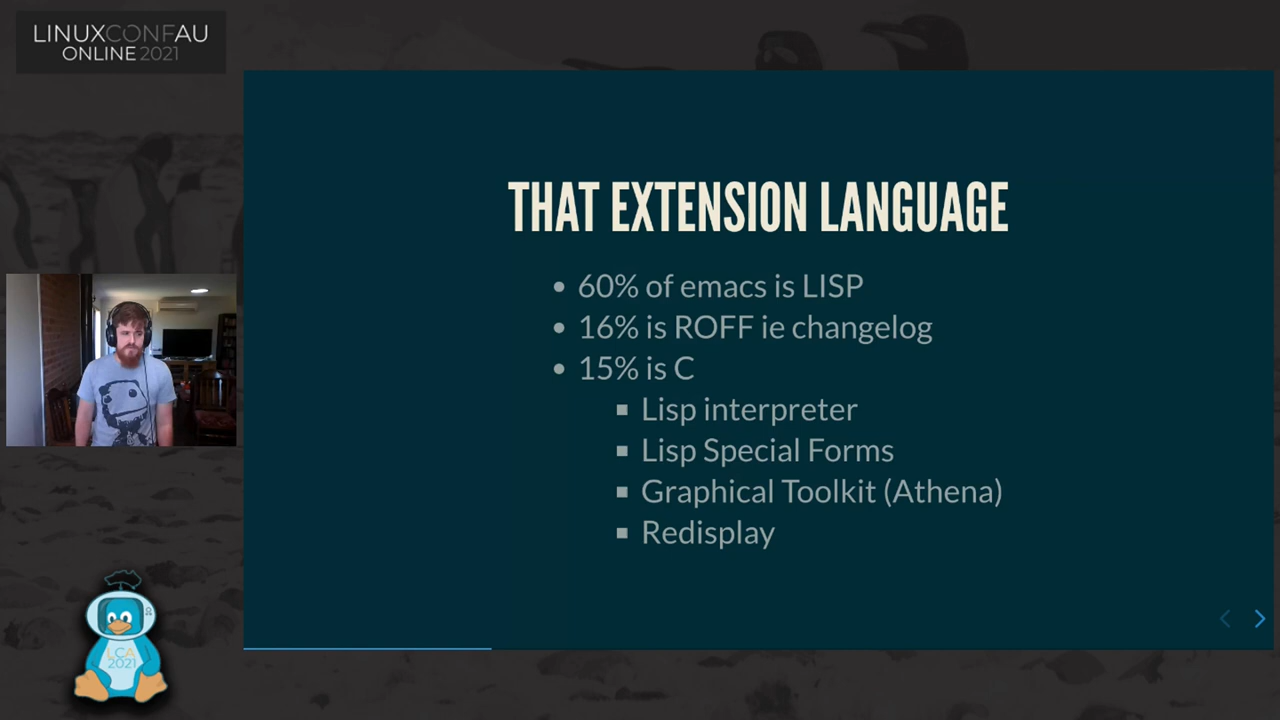 LINUXCONFAU
ONLINE 2021
THAT EXTENSION LANGUAGE
60% of emacs is LISP
16% is ROFF ie changelog
15% is C
Lisp interpreter
Lisp Special Forms
Graphical Toolkit (Athena)
Redisplay
LCA
2021